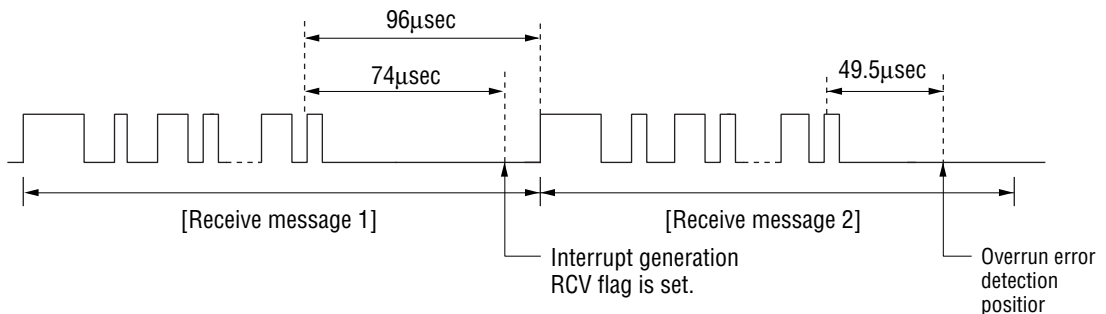 96μsec
74μsec
49.5μsec
[Receive message 1]
[Receive message 2]
Interrupt generation
RCV flag is set.
Overrun error
detection
positior